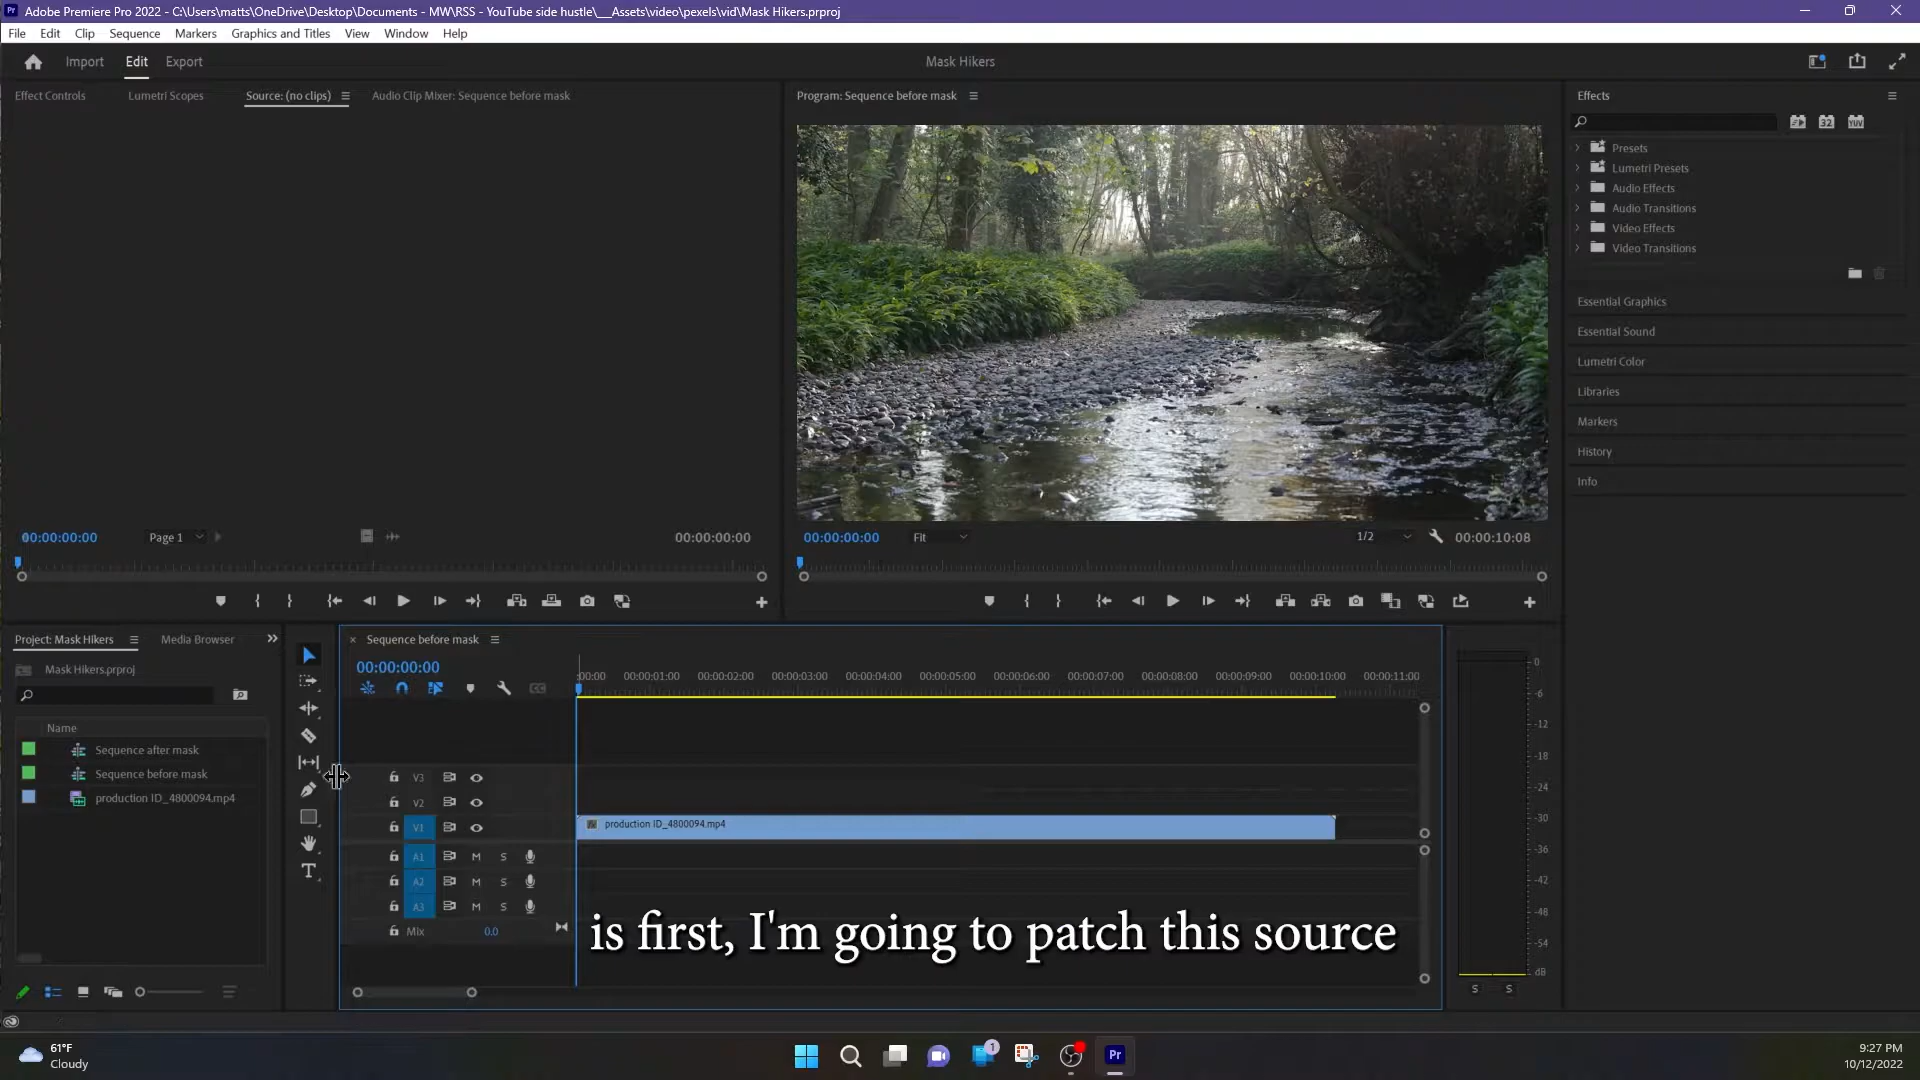 Adobe Premiere Pro 2022 - C:\Users\matts\OneDrive\Desktop\Documents - MW\RSS - YouTube side hustle\__Assets\video\pexels\vid\Mask Hikers.prproj
File Edit Clip Sequence Markers Graphics and Titles View Window Help
Import Edit Export
Mask Hikers
Effect Controls Lumetri Scopes Source: (no clips) Audio Clip Mixer: Sequence before mask
Program: Sequence before mask
Effects
32 YUV
Presets
Lumetri Presets
Audio Effects
Audio Transitions
Video Effects
Video Transitions
Essential Graphics
Essential Sound
Lumetri Color
Libraries
Markers
History
Info
00:00:00:00 Page 1 00:00:00:00
00:00:00:00 Fit 1/2 00:00:10:08
Project: Mask Hikers Media Browser
Mask Hikers.prproj
Name
Sequence after mask
Sequence before mask
production ID_4800094.mp4
Sequence before mask
00:00:00:00
:00:00 00:00:01:00 00:00:02:00 00:00:03:00 00:00:04:00 00:00:05:00 00:00:06:00 00:00:07:00 00:00:08:00 00:00:09:00 00:00:10:00 00:00:11:00
V3
V2
V1
production ID_4800094.mp4
A1 M S
A2 M S
A3 M S
Mix 0.0
is first, I'm going to patch this source
0
-6
-12
-18
-24
-30
-36
-42
-48
-54
dB
S S
61°F
Cloudy
1
Pr
9:27 PM
10/12/2022